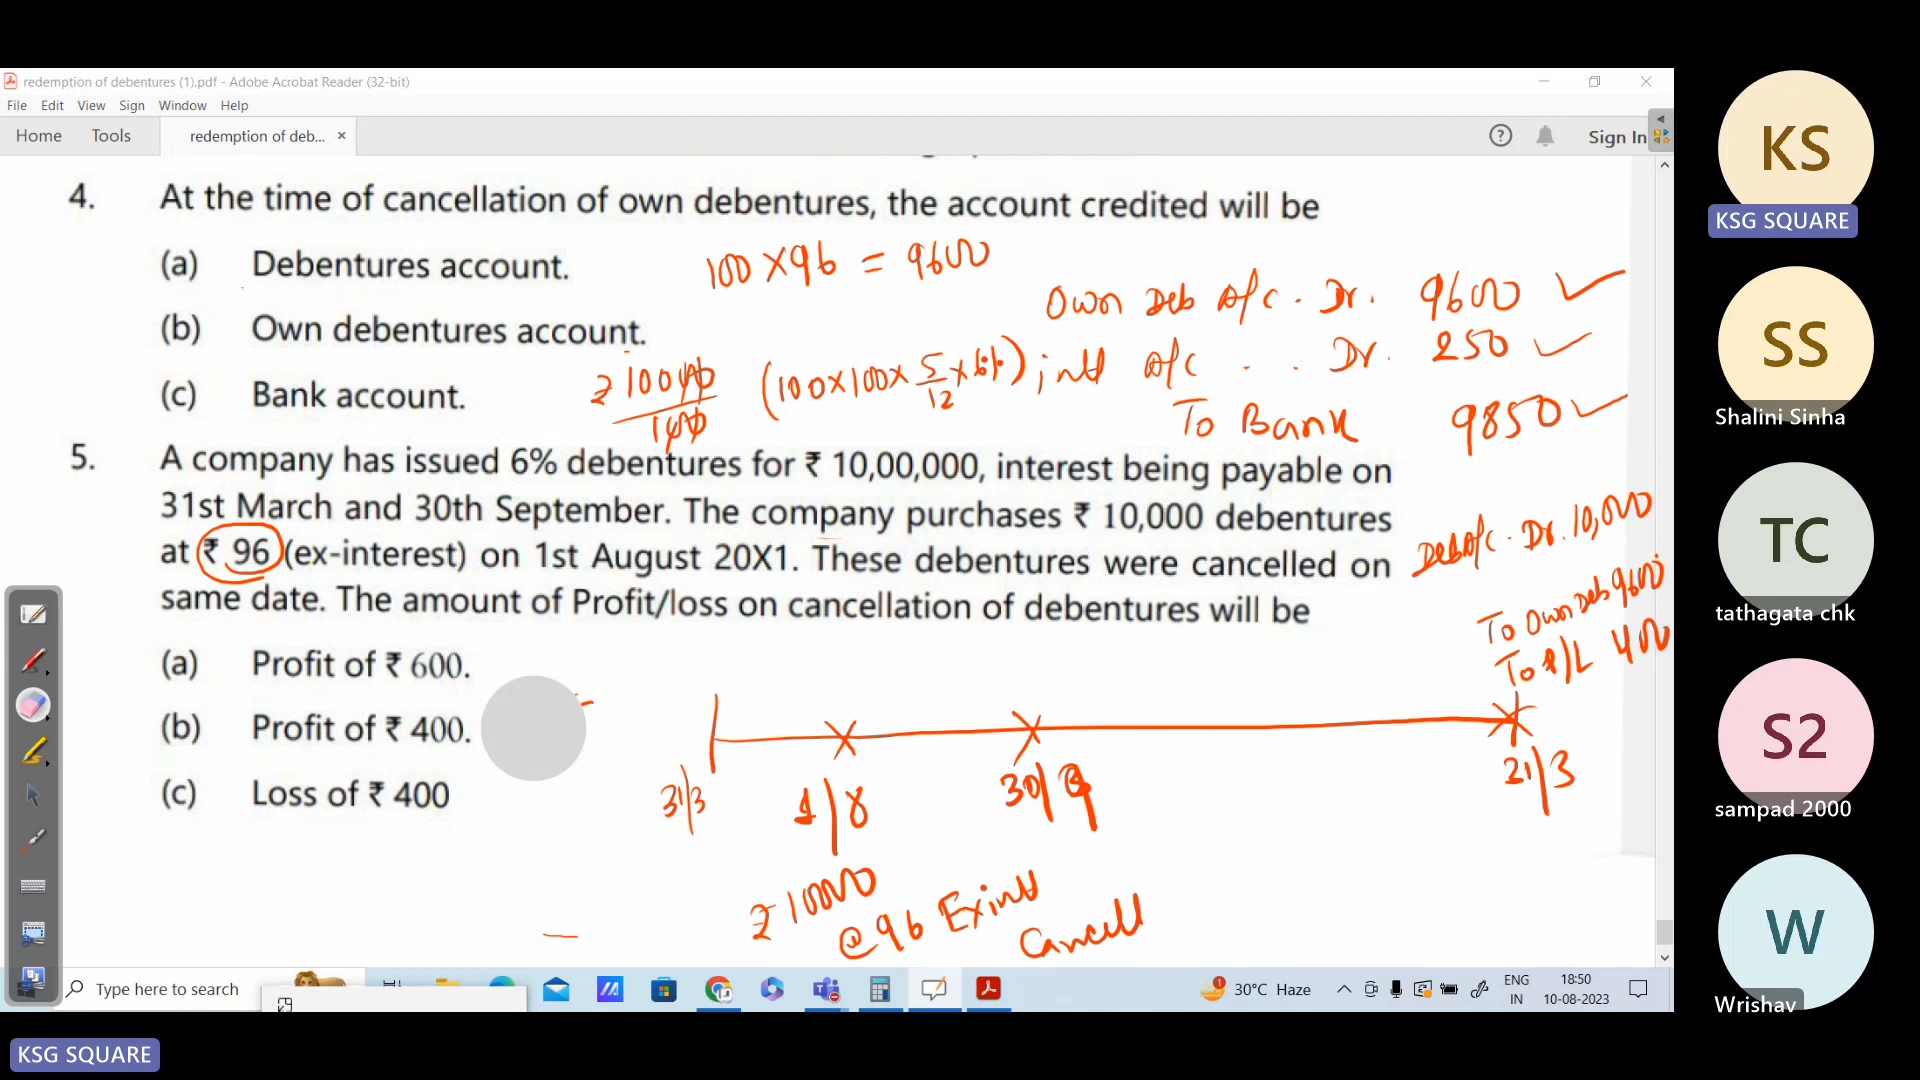 redemption of debentures (1).pdf - Adobe Acrobat Reader (32-bit)
File Edit View Sign Window Help
Home Tools redemption of deb... × Sign In
4. At the time of cancellation of own debentures, the account credited will be
(a) Debentures account.
(b) Own debentures account.
(c) Bank account.
100 × 96 = 9600
Own Deb A/c . Dr. 9600
₹ 10000 / 100 (100×100× 5/12 ×6%) intt A/c . . Dr. 250
To Bank 9850
5. A company has issued 6% debentures for ₹ 10,00,000, interest being payable on
31st March and 30th September. The company purchases ₹ 10,000 debentures
at ₹ 96 (ex-interest) on 1st August 20X1. These debentures were cancelled on
same date. The amount of Profit/loss on cancellation of debentures will be
(a) Profit of ₹ 600.
(b) Profit of ₹ 400.
(c) Loss of ₹ 400
Deb A/c . Dr. 10,000
To Own Deb 9600
To P/L 400
31/3 1/8 30/9 31/3
₹ 10000
@ 96 Ex intt
Cancell
Type here to search
30°C Haze
ENG
IN
18:50
10-08-2023
KS
KSG SQUARE
SS
Shalini Sinha
TC
tathagata chk
S2
sampad 2000
W
Wrishav
KSG SQUARE